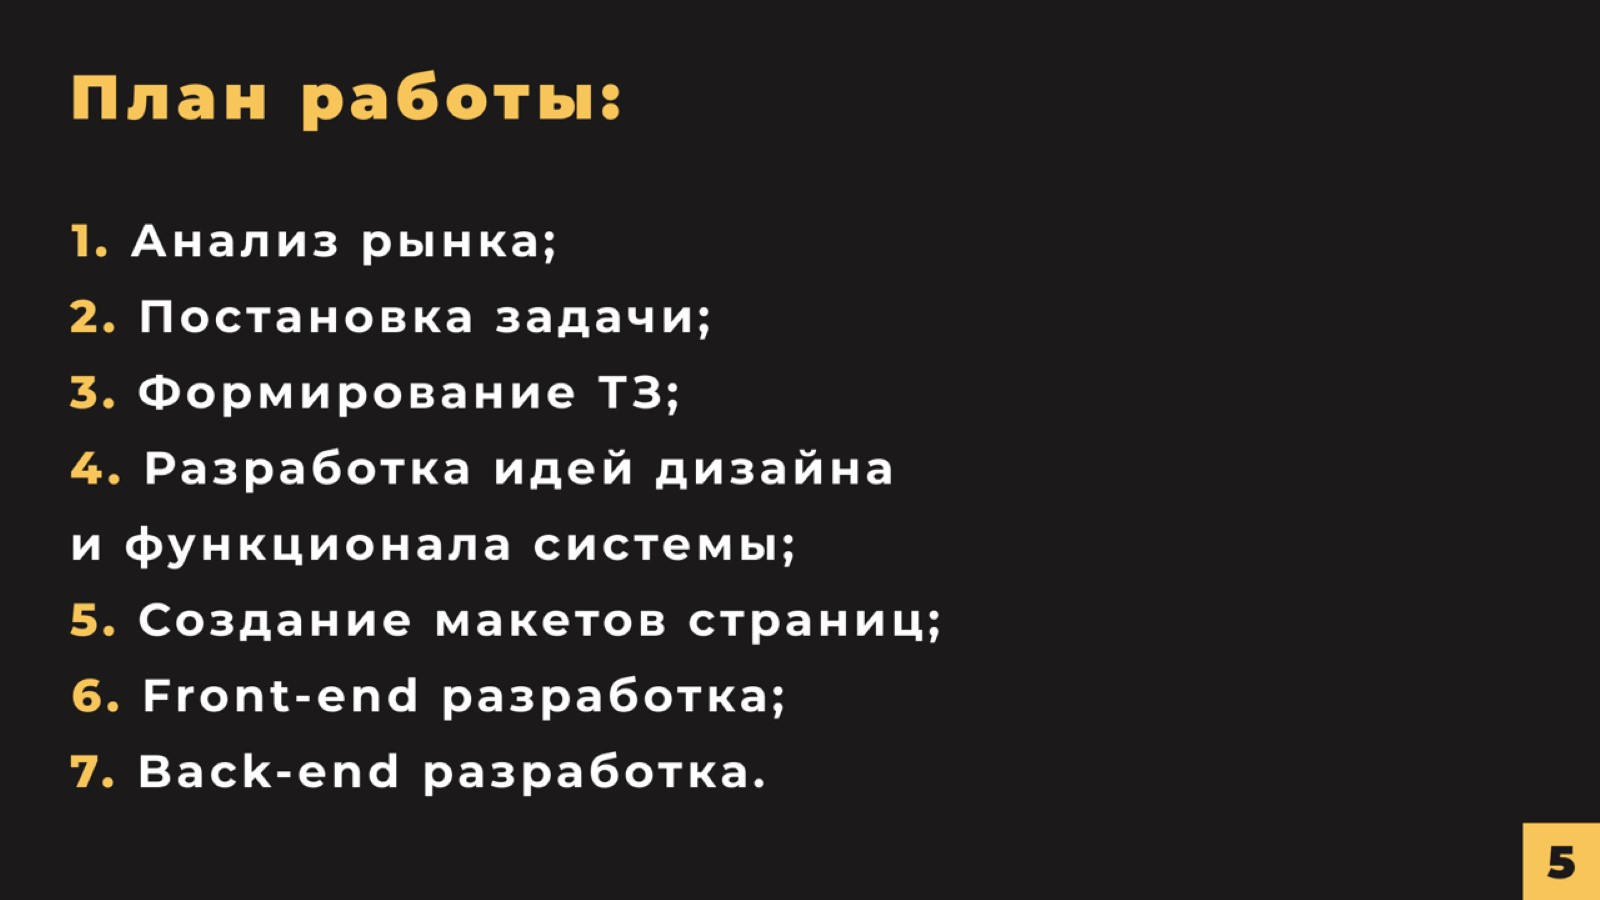 План работы:
1. Анализ рынка;
2. Постановка задачи;
3. Формирование ТЗ;
4. Разработка идей дизайна
и функционала системы;
5. Создание макетов страниц;
6. Front-end разработка;
7. Back-end разработка.
5